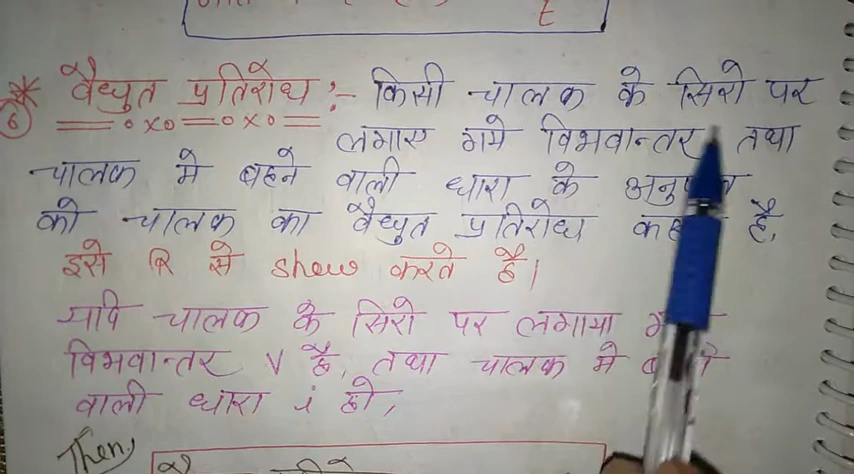 t
* 6 वैद्युत प्रतिरोध :- किसी चालक के सिरो पर
लगाए गये विभवान्तर तथा
चालक मे बहने वाली धारा के
को चालक का वैद्युत प्रतिरोध है,
इसे R से show करते है।
यदि चालक के सिरो पर लगाया
विभवान्तर V है, तथा चालक मे
वाली धारा i हो,
Then,